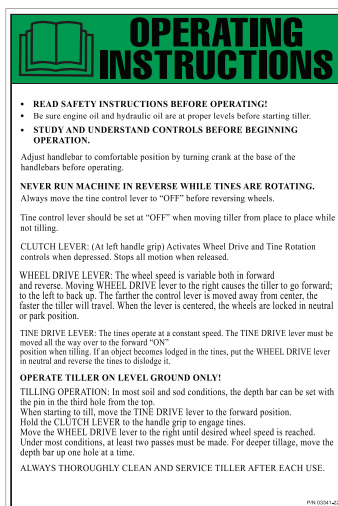 OPERATING
INSTRUCTIONS
• READ SAFETY INSTRUCTIONS BEFORE OPERATING!
• Be sure engine oil and hydraulic oil are at proper levels before starting tiller.
• STUDY AND UNDERSTAND CONTROLS BEFORE BEGINNING
OPERATION.
Adjust handlebar to comfortable position by turning crank at the base of the
handlebars before operating.
NEVER RUN MACHINE IN REVERSE WHILE TINES ARE ROTATING.
Always move the tine control lever to “OFF” before reversing wheels.
Tine control lever should be set at “OFF” when moving tiller from place to place while
not tilling.
CLUTCH LEVER: (At left handle grip) Activates Wheel Drive and Tine Rotation
controls when depressed. Stops all motion when released.
WHEEL DRIVE LEVER: The wheel speed is variable both in forward
and reverse. Moving WHEEL DREVE lever to the right causes the tiller to go forward;
to the left to back up. The farther the control lever is moved away from center, the
faster the tiller will travel. When the lever is centered, the wheels are locked in neutral
or park position.
TINE DRIVE LEVER: The tines operate at a constant speed. The TINE DRIVE lever must be
moved all the way over to the forward “ON”
position when tilling. If an object becomes lodged in the tines, put the WHEEL DRIVE lever
in neutral and reverse the tines to dislodge it.
OPERATE TILLER ON LEVEL GROUND ONLY!
TILLING OPERATION: In most soil and sod conditions, the depth bar can be set with
the pin in the third hole from the top.
When starting to till, move the TINE DRIVE lever to the forward position.
Hold the CLUTCH LEVER to the handle grip to engage tines.
Move the WHEEL DRIVE lever to the right until desired wheel speed is reached.
Under most conditions, at least two passes must be made. For deeper tillage, move the
depth bar up one hole at a time.
ALWAYS THOROUGHLY CLEAN AND SERVICE TILLER AFTER EACH USE.